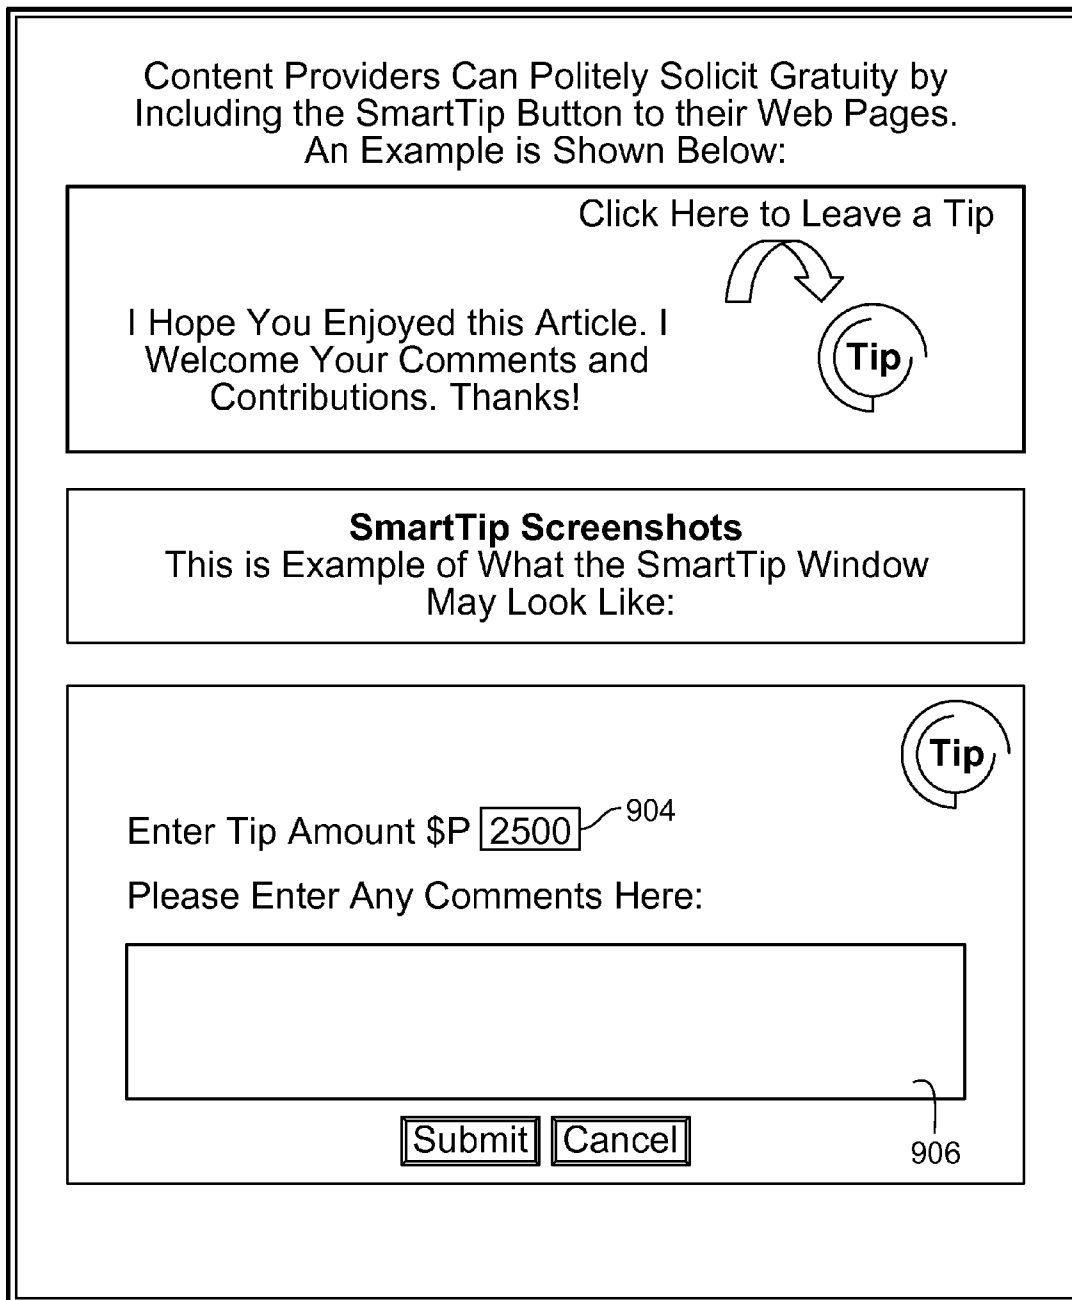 Content Providers Can Politely Solicit Gratuity by
Including the SmartTip Button to their Web Pages.
An Example is Shown Below:
Click Here to Leave a Tip
I Hope You Enjoyed this Article. I
Welcome Your Comments and
Contributions. Thanks!
Tip
SmartTip Screenshots
This is Example of What the SmartTip Window
May Look Like:
Tip
Enter Tip Amount $P 2500 904
Please Enter Any Comments Here:
Submit Cancel
906